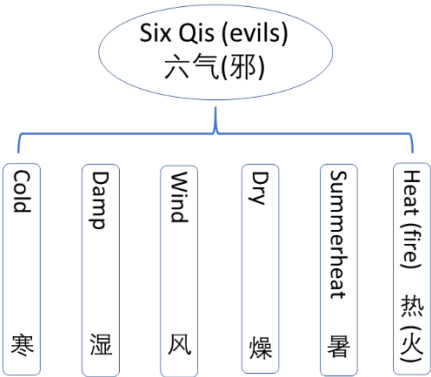 Six Qis (evils)
六气(邪)
Cold 寒
Damp 湿
Wind 风
Dry 燥
Summerheat 暑
Heat (fire) 热(火)